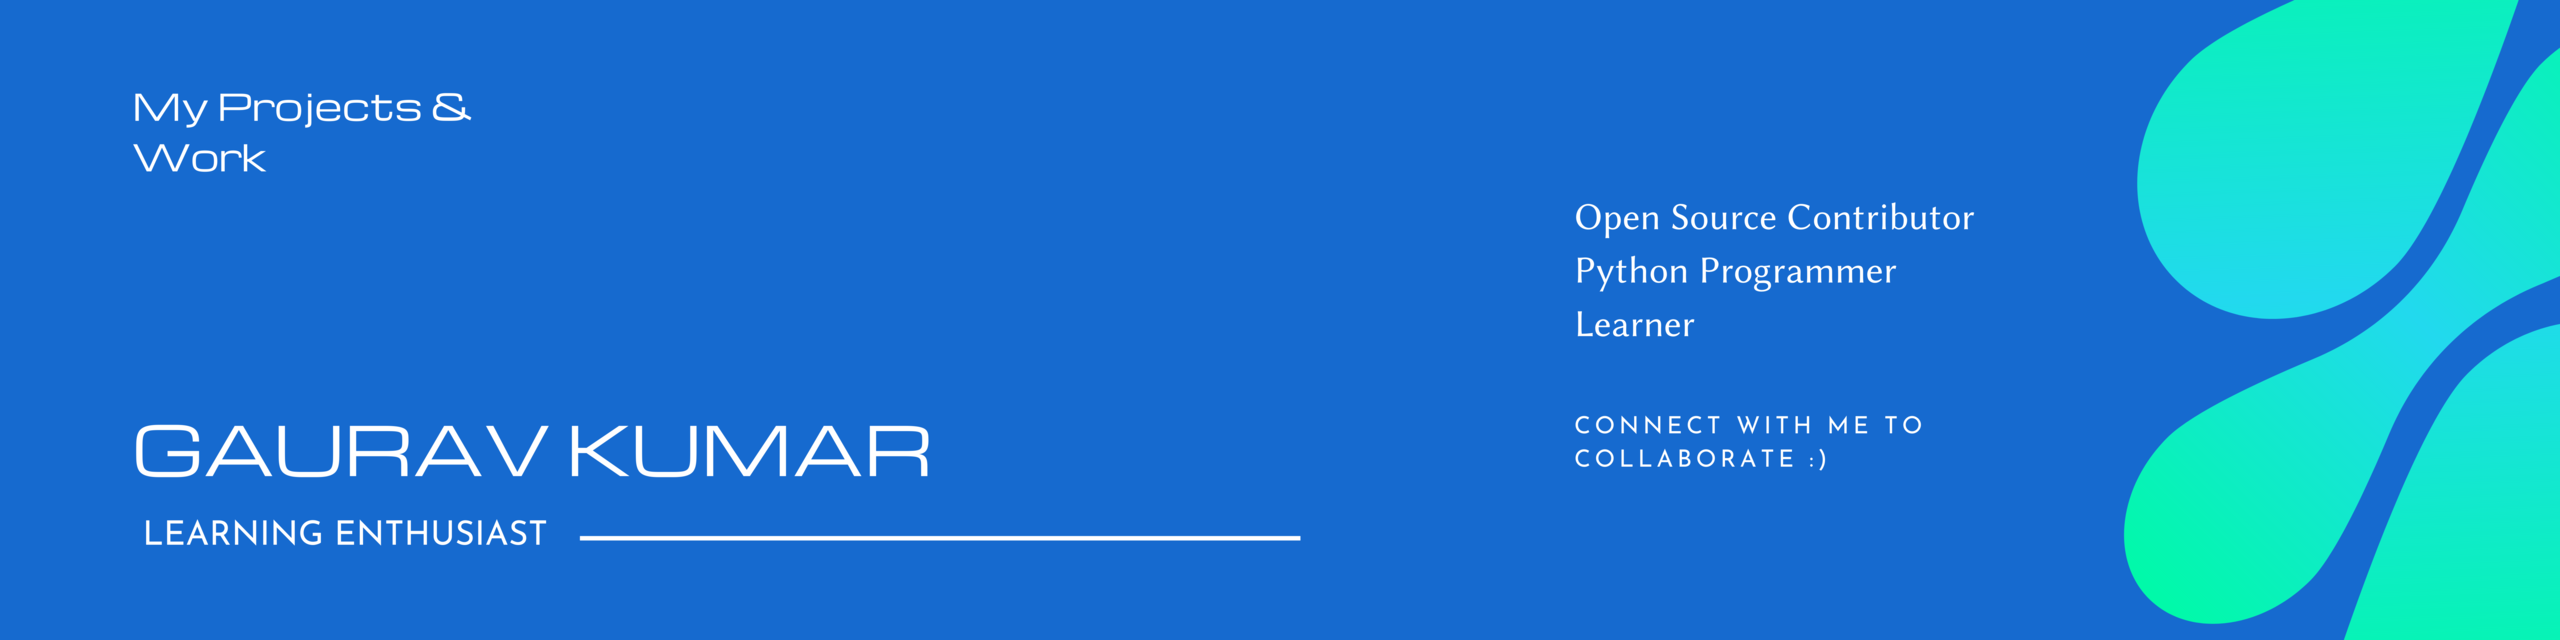 My Projects &
Work
GAURAV KUMAR
LEARNING ENTHUSIAST
Open Source Contributor
Python Programmer
Learner
CONNECT WITH ME TO
COLLABORATE :)